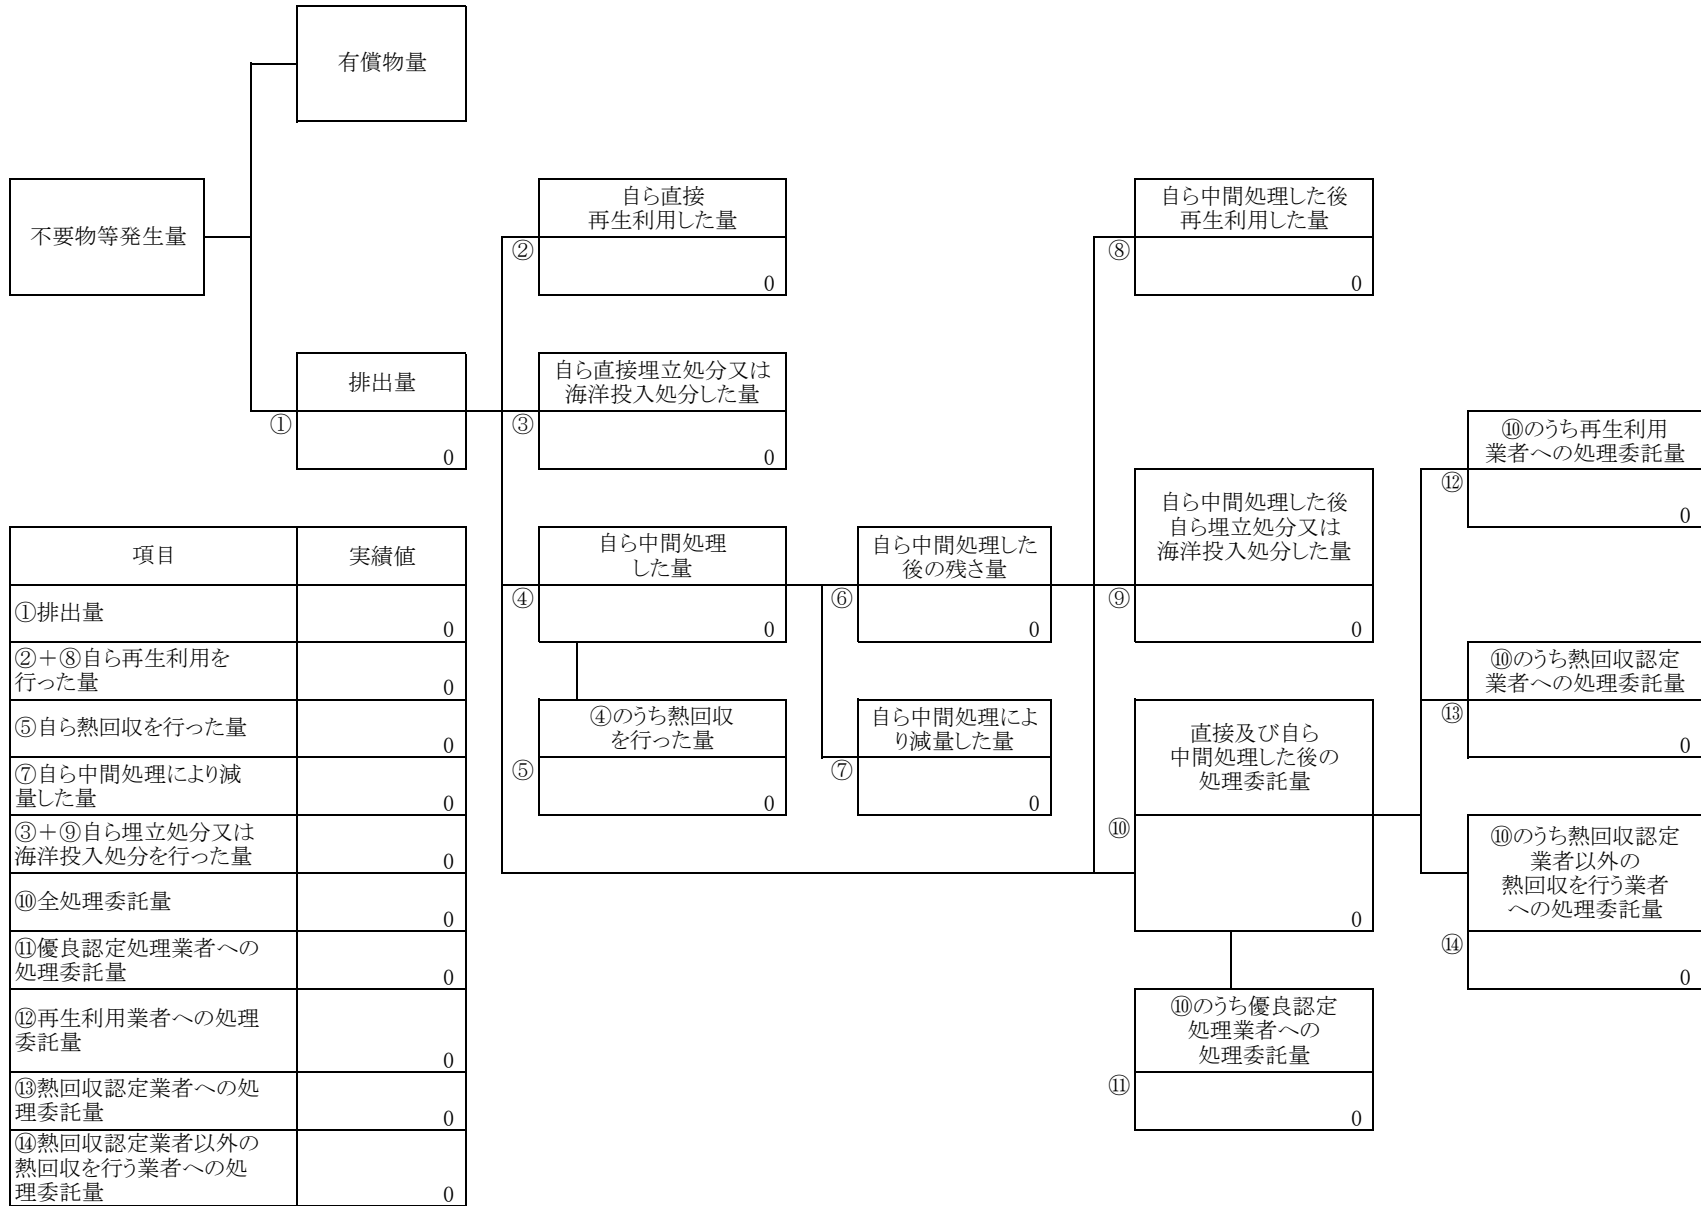 有償物量
不要物等発生量
自ら直接
再生利用した量
②
0
自ら中間処理した後
再生利用した量
⑧
0
排出量
①
0
自ら直接埋立処分又は
海洋投入処分した量
③
0
⑩のうち再生利用
業者への処理委託量
⑫
0
自ら中間処理
した量
④
0
自ら中間処理した
後の残さ量
⑥
0
自ら中間処理した後
自ら埋立処分又は
海洋投入処分した量
⑨
0
④のうち熱回収
を行った量
⑤
0
自ら中間処理によ
り減量した量
⑦
0
直接及び自ら
中間処理した後の
処理委託量
⑩
0
⑩のうち熱回収認定
業者への処理委託量
⑬
0
⑩のうち熱回収認定
業者以外の
熱回収を行う業者
への処理委託量
⑭
0
⑩のうち優良認定
処理業者への
処理委託量
⑪
0
項目 実績値
①排出量
0
②＋⑧自ら再生利用を
行った量 0
⑤自ら熱回収を行った量
0
⑦自ら中間処理により減
量した量 0
③＋⑨自ら埋立処分又は
海洋投入処分を行った量 0
⑩全処理委託量
0
⑪優良認定処理業者への
処理委託量 0
⑫再生利用業者への処理
委託量
0
⑬熱回収認定業者への処
理委託量 0
⑭熱回収認定業者以外の
熱回収を行う業者への処
理委託量 0